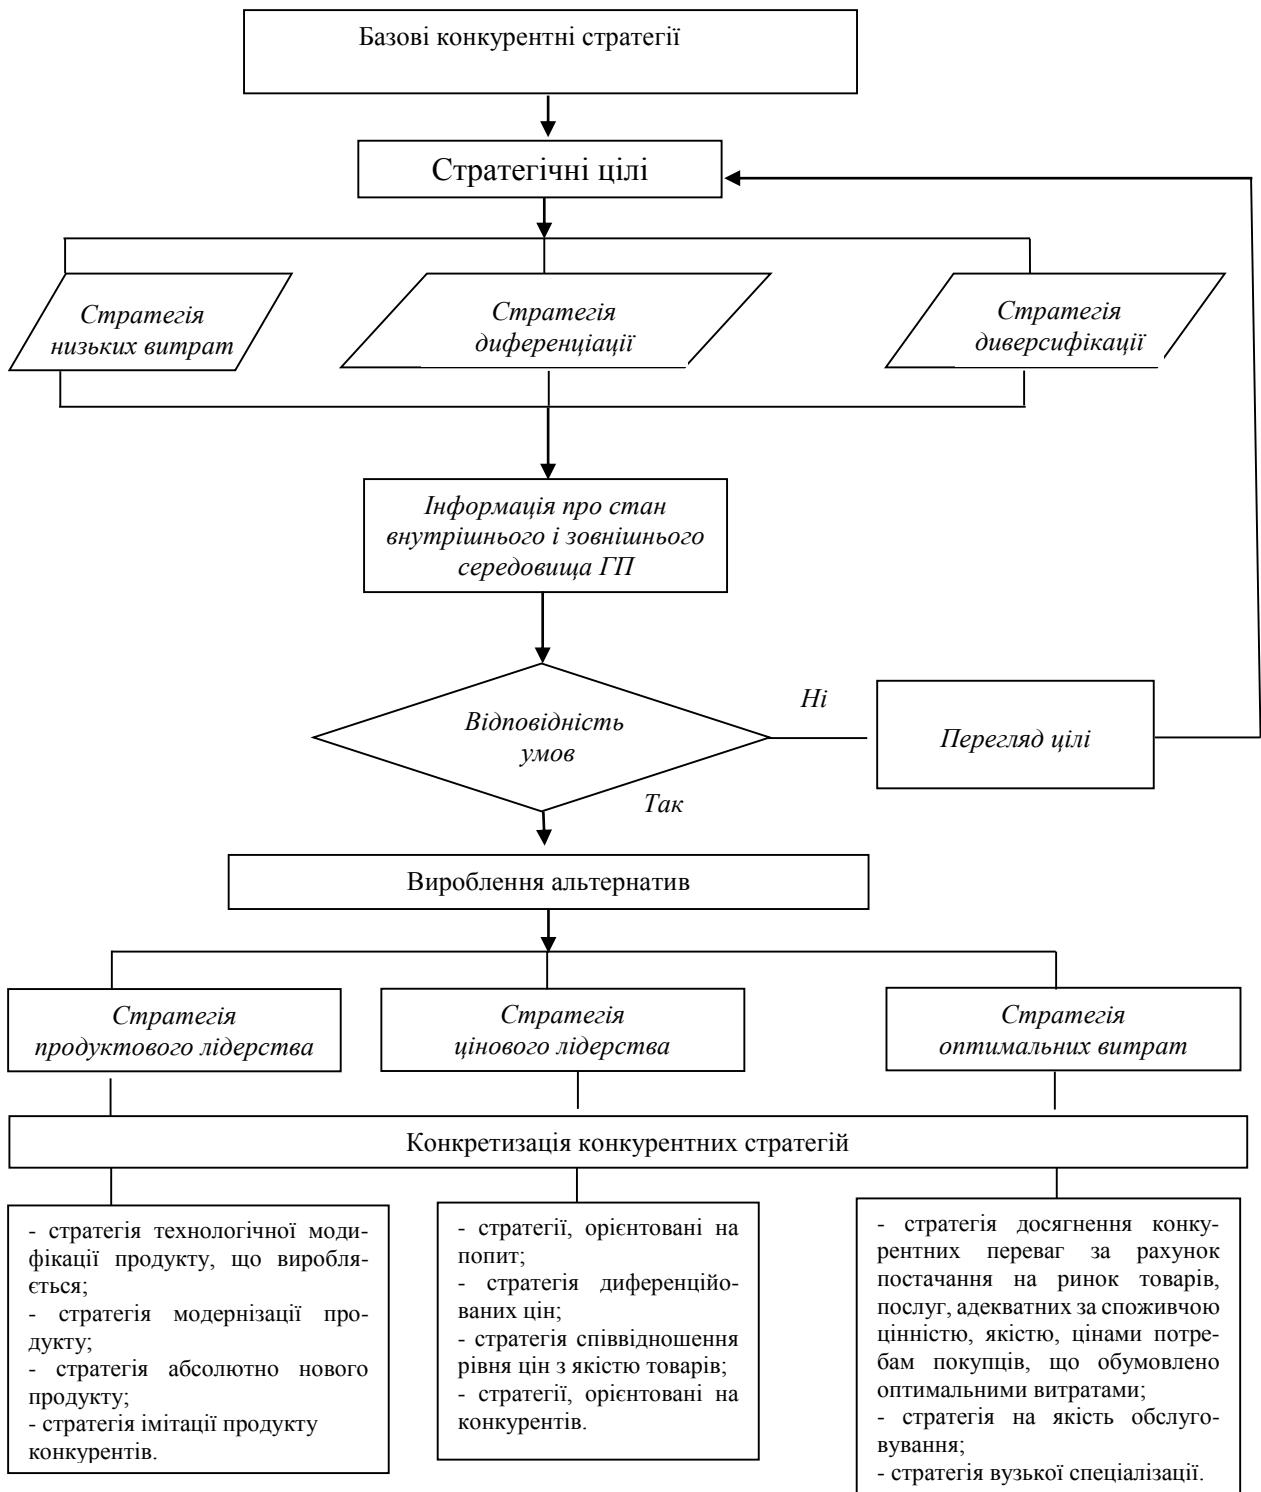 Базові конкурентні стратегії
Стратегічні цілі
Стратегія
низьких витрат
Стратегія
диференціації
Стратегія
диверсифікації
Інформація про стан
внутрішнього і зовнішнього
середовища ГП
Відповідність
умов
Ні
Перегляд цілі
Так
Вироблення альтернатив
Стратегія
продуктового лідерства
Стратегія
цінового лідерства
Стратегія
оптимальних витрат
Конкретизація конкурентних стратегій
- стратегія технологічної моди-
фікації продукту, що виробля-
ється;
- стратегія модернізації про-
дукту;
- стратегія абсолютно нового
продукту;
- стратегія імітації продукту
конкурентів.
- стратегії, орієнтовані на
попит;
- стратегія диференційо-
ваних цін;
- стратегія співвідношення
рівня цін з якістю товарів;
- стратегії, орієнтовані на
конкурентів.
- стратегія досягнення конку-
рентних переваг за рахунок
постачання на ринок товарів,
послуг, адекватних за споживчою
цінністю, якістю, цінами потре-
бам покупців, що обумовлено
оптимальними витратами;
- стратегія на якість обслуго-
вування;
- стратегія вузької спеціалізації.